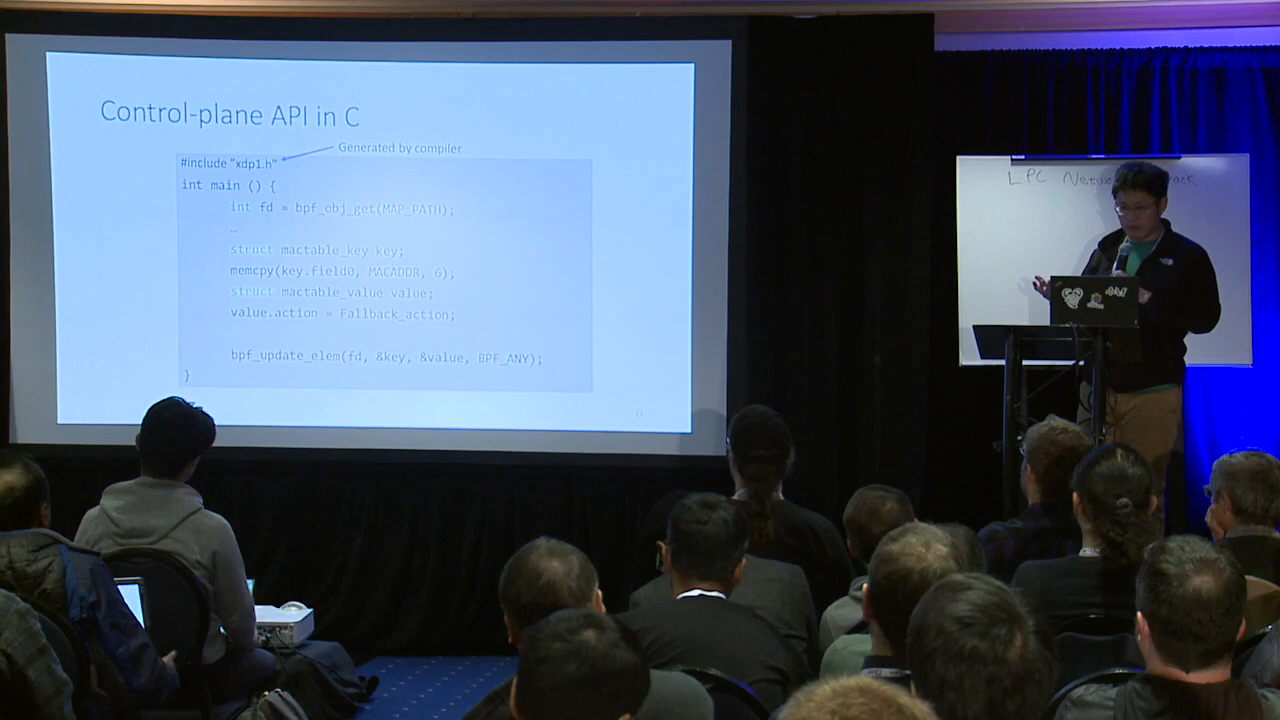 Control-plane API in C
Generated by compiler
#include "xdp1.h"
int main () {
int fd = bpf_obj_get(MAP_PATH);
…
struct mactable_key key;
memcpy(key.field0, MACADDR, 6);
struct mactable_value value;
value.action = Fallback_action;
bpf_update_elem(fd, &key, &value, BPF_ANY);
}
LPC